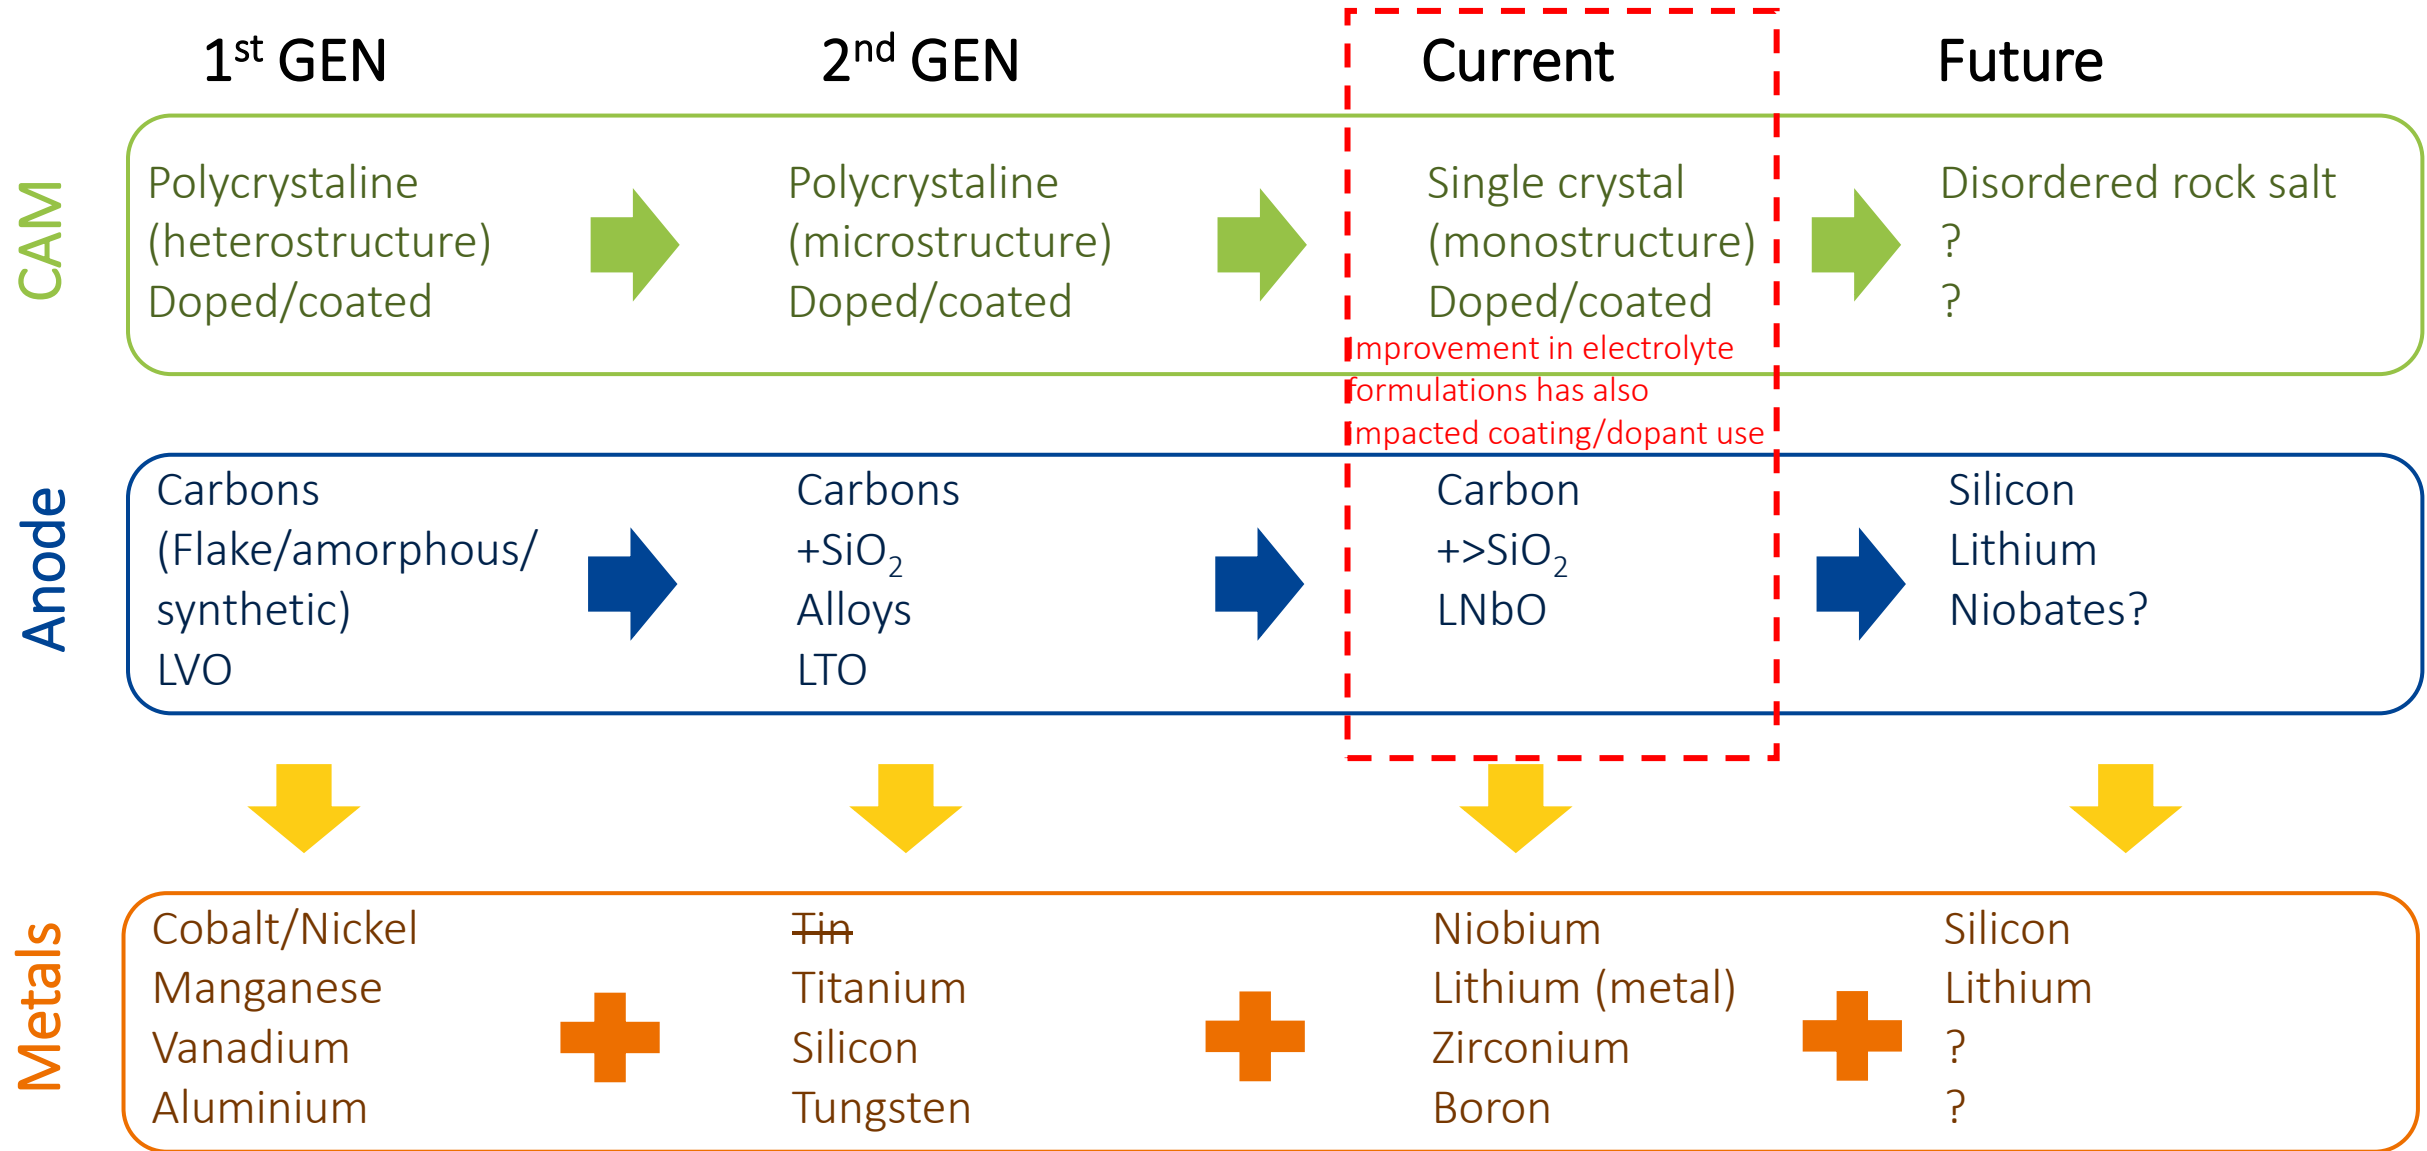 1st GEN
2nd GEN
Current
Future
CAM
Polycrystaline
(heterostructure)
Doped/coated
Polycrystaline
(microstructure)
Doped/coated
Single crystal
(monostructure)
Doped/coated
Improvement in electrolyte
formulations has also
impacted coating/dopant use
Disordered rock salt
?
?
Anode
Carbons
(Flake/amorphous/
synthetic)
LVO
Carbons
+SiO₂
Alloys
LTO
Carbon
+>SiO₂
LNbO
Silicon
Lithium
Niobates?
Metals
Cobalt/Nickel
Manganese
Vanadium
Aluminium
Tin
Titanium
Silicon
Tungsten
Niobium
Lithium (metal)
Zirconium
Boron
Silicon
Lithium
?
?